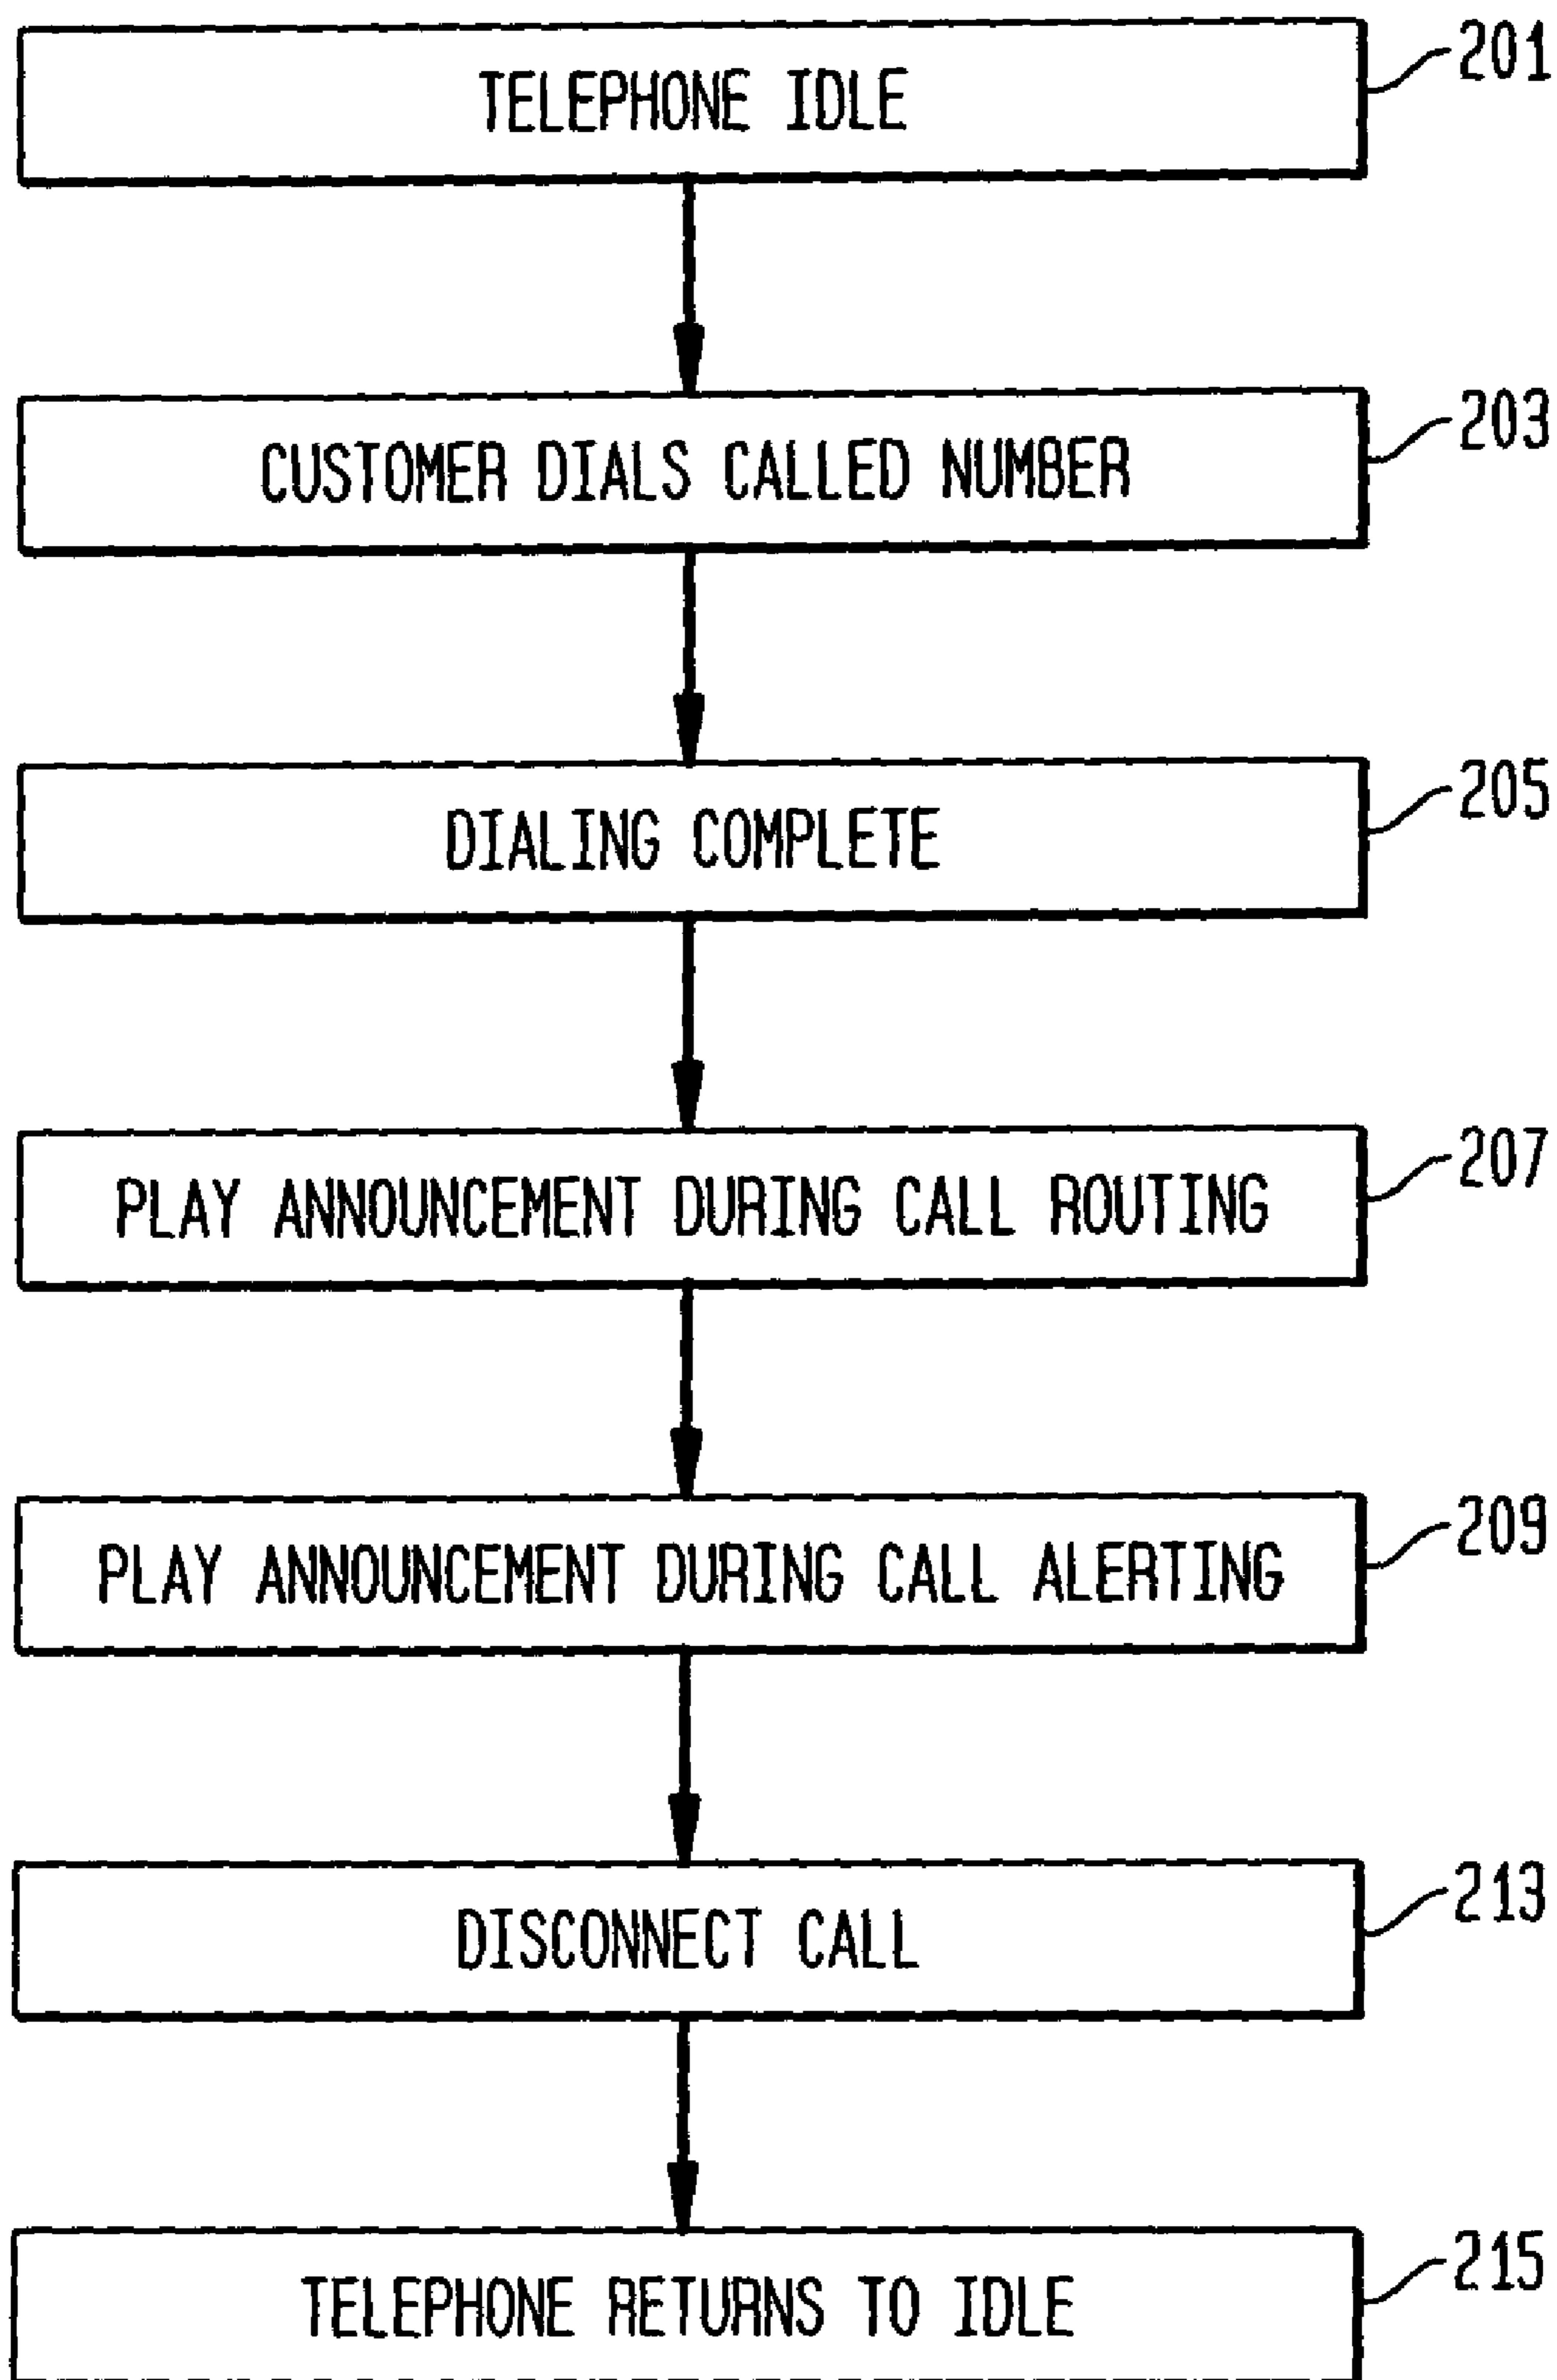 TELEPHONE IDLE
201
CUSTOMER DIALS CALLED NUMBER
203
DIALING COMPLETE
205
PLAY ANNOUNCEMENT DURING CALL ROUTING
207
PLAY ANNOUNCEMENT DURING CALL ALERTING
209
DISCONNECT CALL
213
TELEPHONE RETURNS TO IDLE
215